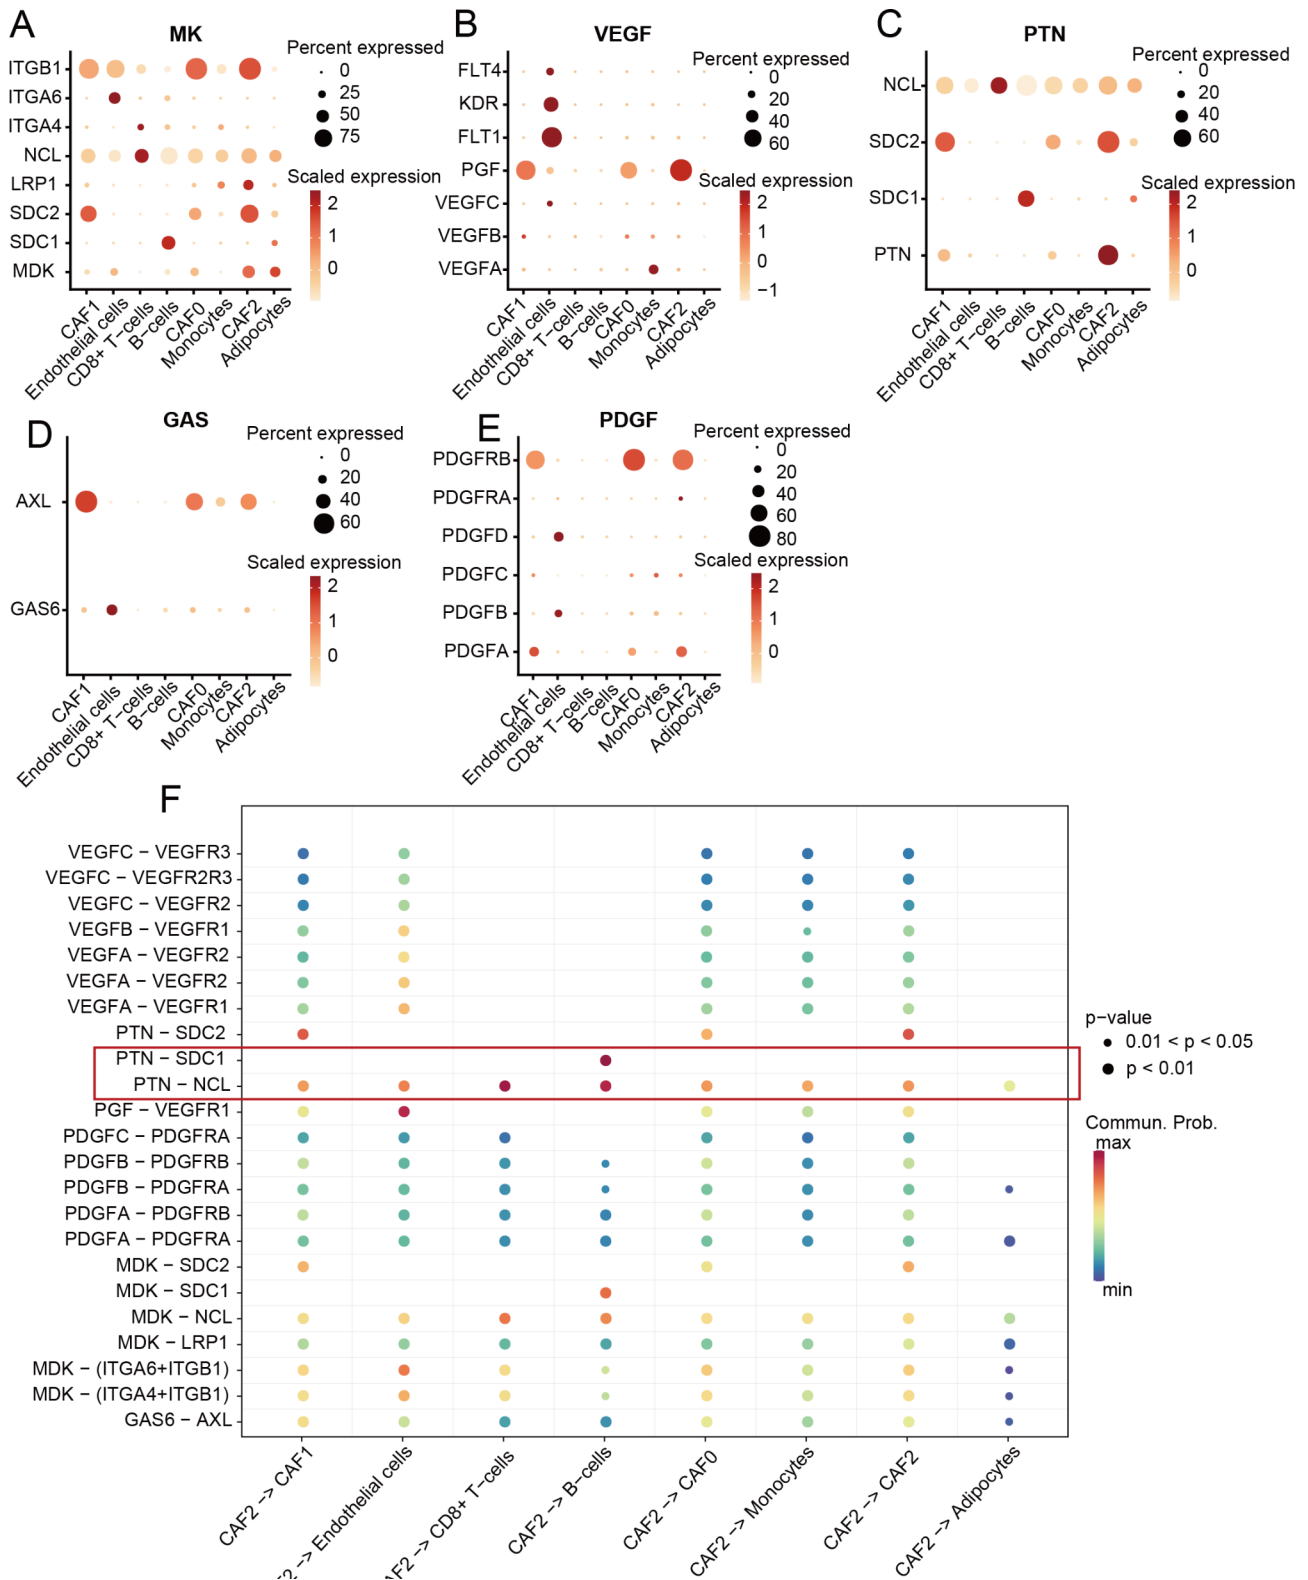 A
MK
ITGB1
ITGA6
ITGA4
NCL
LRP1
SDC2
SDC1
MDK
CAF1
Endothelial cells
CD8+ T−cells
B−cells
CAF0
Monocytes
CAF2
Adipocytes
Percent expressed
0
25
50
75
Scaled expression
2
1
0
B
VEGF
FLT4
KDR
FLT1
PGF
VEGFC
VEGFB
VEGFA
CAF1
Endothelial cells
CD8+ T−cells
B−cells
CAF0
Monocytes
CAF2
Adipocytes
Percent expressed
0
20
40
60
Scaled expression
2
1
0
−1
C
PTN
NCL
SDC2
SDC1
PTN
CAF1
Endothelial cells
CD8+ T−cells
B−cells
CAF0
Monocytes
CAF2
Adipocytes
Percent expressed
0
20
40
60
Scaled expression
2
1
0
D
GAS
AXL
GAS6
CAF1
Endothelial cells
CD8+ T−cells
B−cells
CAF0
Monocytes
CAF2
Adipocytes
Percent expressed
0
20
40
60
Scaled expression
2
1
0
E
PDGF
PDGFRB
PDGFRA
PDGFD
PDGFC
PDGFB
PDGFA
CAF1
Endothelial cells
CD8+ T−cells
B−cells
CAF0
Monocytes
CAF2
Adipocytes
Percent expressed
0
20
40
60
80
Scaled expression
2
1
0
F
VEGFC − VEGFR3
VEGFC − VEGFR2R3
VEGFC − VEGFR2
VEGFB − VEGFR1
VEGFA − VEGFR2
VEGFA − VEGFR2
VEGFA − VEGFR1
PTN − SDC2
PTN − SDC1
PTN − NCL
PGF − VEGFR1
PDGFC − PDGFRA
PDGFB − PDGFRB
PDGFB − PDGFRA
PDGFA − PDGFRB
PDGFA − PDGFRA
MDK − SDC2
MDK − SDC1
MDK − NCL
MDK − LRP1
MDK − (ITGA6+ITGB1)
MDK − (ITGA4+ITGB1)
GAS6 − AXL
CAF2 −> CAF1
−> Endothelial cells
−> CD8+ T−cells
CAF2 −> B−cells
CAF2 −> CAF0
CAF2 −> Monocytes
CAF2 −> CAF2
CAF2 −> Adipocytes
p−value
0.01 < p < 0.05
p < 0.01
Commun. Prob.
max
min